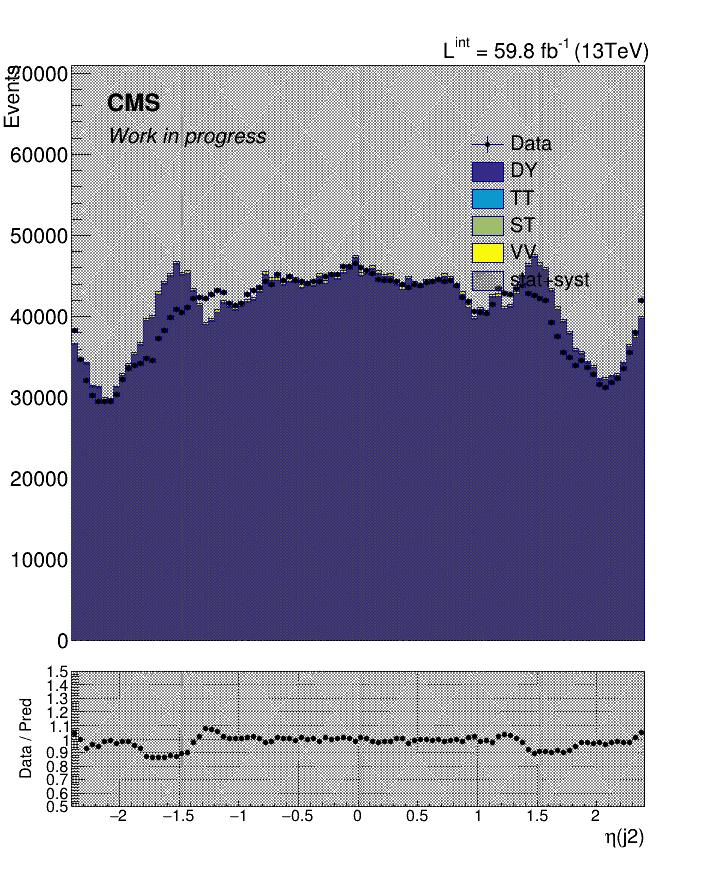 L^int = 59.8 fb^-1 (13TeV)
Events
70000
60000
50000
40000
30000
20000
10000
0
CMS
Work in progress
Data
DY
TT
ST
VV
stat+syst
Data / Pred
1.5
1.4
1.3
1.2
1.1
1
0.9
0.8
0.7
0.6
0.5
−2 −1.5 −1 −0.5 0 0.5 1 1.5 2
η(j2)